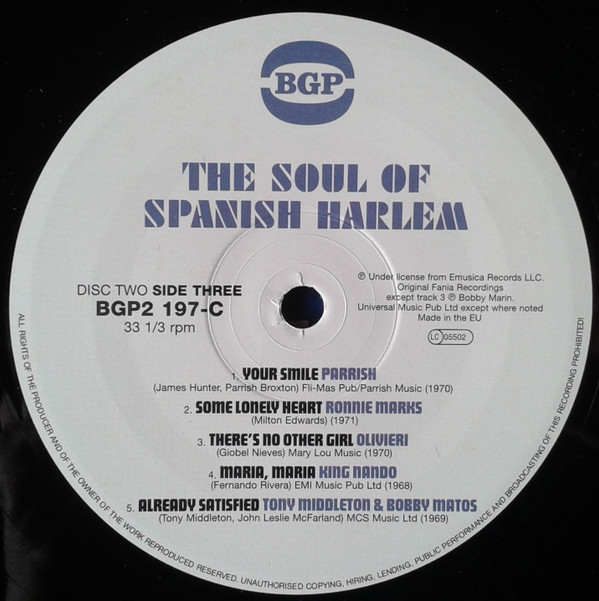 BGP
THE SOUL OF
SPANISH HARLEM
DISC TWO SIDE THREE
BGP2 197-C
33 1/3 rpm
℗ Under license from Emusica Records LLC.
Original Fania Recordings
except track 3 ℗ Bobby Marin.
Universal Music Pub Ltd except where noted
Made in the EU
LC 05502
1. YOUR SMILE PARRISH
(James Hunter, Parrish Broxton) Fli-Mas Pub/Parrish Music (1970)
2. SOME LONELY HEART RONNIE MARKS
(Milton Edwards) (1971)
3. THERE'S NO OTHER GIRL OLIVIERI
(Giobel Nieves) Mary Lou Music (1970)
4. MARIA, MARIA KING NANDO
(Fernando Rivera) EMI Music Pub Ltd (1968)
5. ALREADY SATISFIED TONY MIDDLETON & BOBBY MATOS
(Tony Middleton, John Leslie McFarland) MCS Music Ltd (1969)
ALL RIGHTS OF THE PRODUCER AND OF THE OWNER OF THE WORK REPRODUCED RESERVED. UNAUTHORISED COPYING, HIRING, LENDING, PUBLIC PERFORMANCE AND BROADCASTING OF THIS RECORDING PROHIBITED!